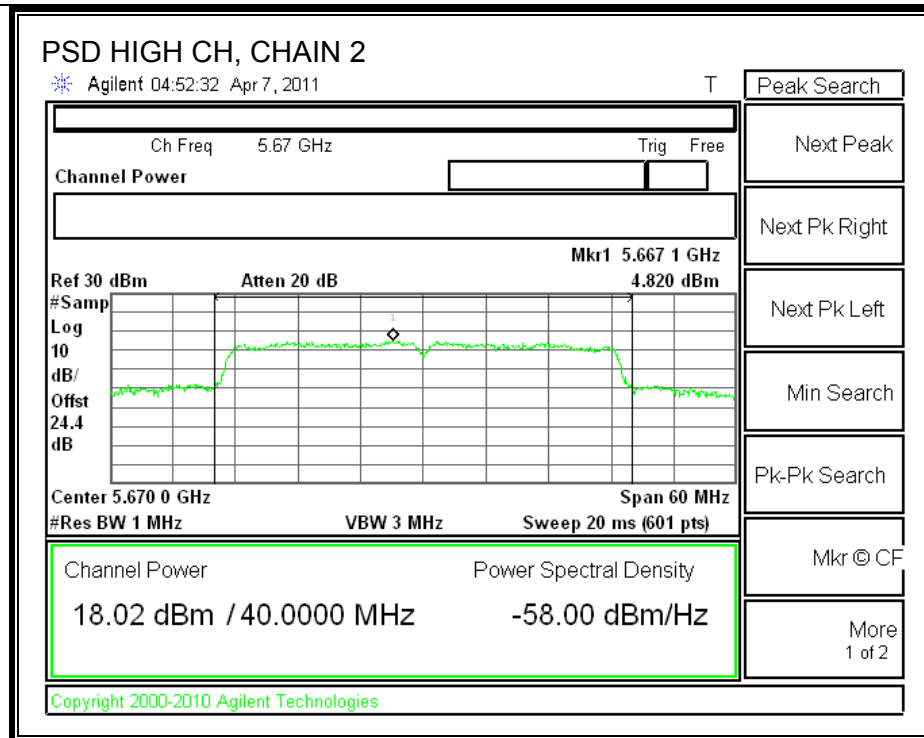 PSD HIGH CH, CHAIN 2
Agilent 04:52:32 Apr 7, 2011 T
Peak Search
Ch Freq 5.67 GHz Trig Free
Channel Power
Mkr1 5.667 1 GHz
Ref 30 dBm Atten 20 dB 4.820 dBm
#Samp
Log
10
dB/
Offst
24.4
dB
1
Center 5.670 0 GHz Span 60 MHz
#Res BW 1 MHz VBW 3 MHz Sweep 20 ms (601 pts)
Channel Power Power Spectral Density
18.02 dBm / 40.0000 MHz -58.00 dBm/Hz
Next Peak
Next Pk Right
Next Pk Left
Min Search
Pk-Pk Search
Mkr © CF
More
1 of 2
Copyright 2000-2010 Agilent Technologies